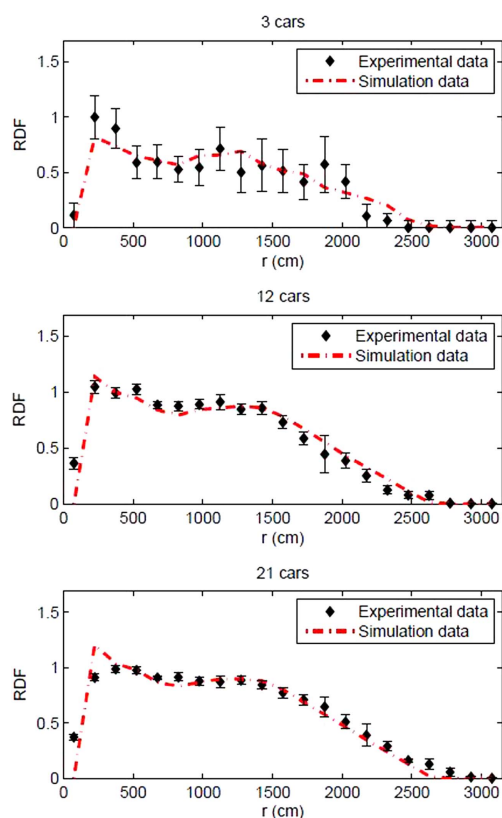 3 cars
1.5
1
0.5
0
RDF
Experimental data
Simulation data
0 500 1000 1500 2000 2500 3000
r (cm)
12 cars
1.5
1
0.5
0
RDF
Experimental data
Simulation data
0 500 1000 1500 2000 2500 3000
r (cm)
21 cars
1.5
1
0.5
0
RDF
Experimental data
Simulation data
0 500 1000 1500 2000 2500 3000
r (cm)